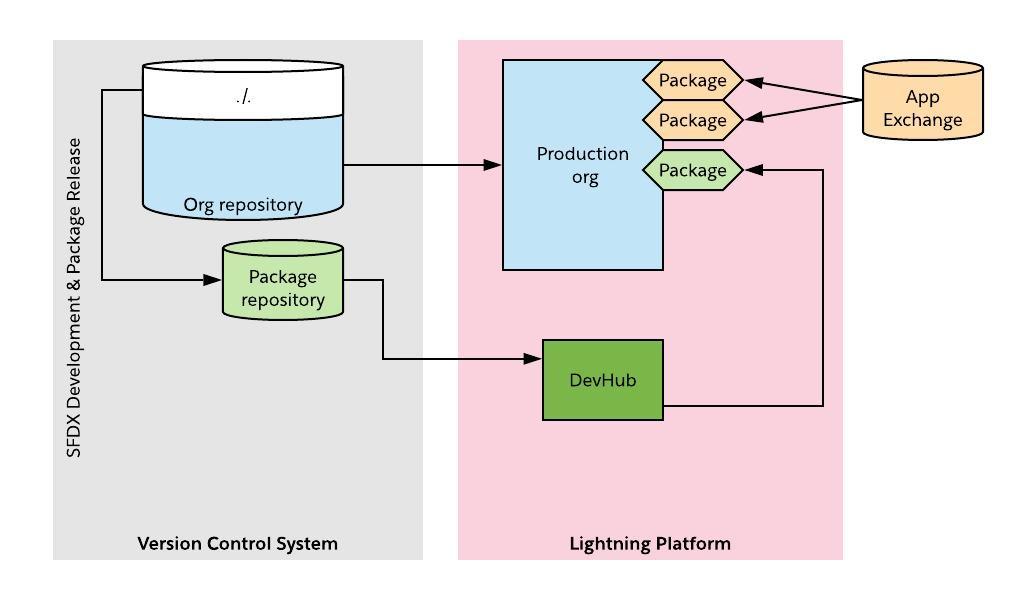 ./.
Org repository
Package
repository
SFDX Development & Package Release
Version Control System
Package
Package
Package
Production
org
DevHub
Lightning Platform
App
Exchange